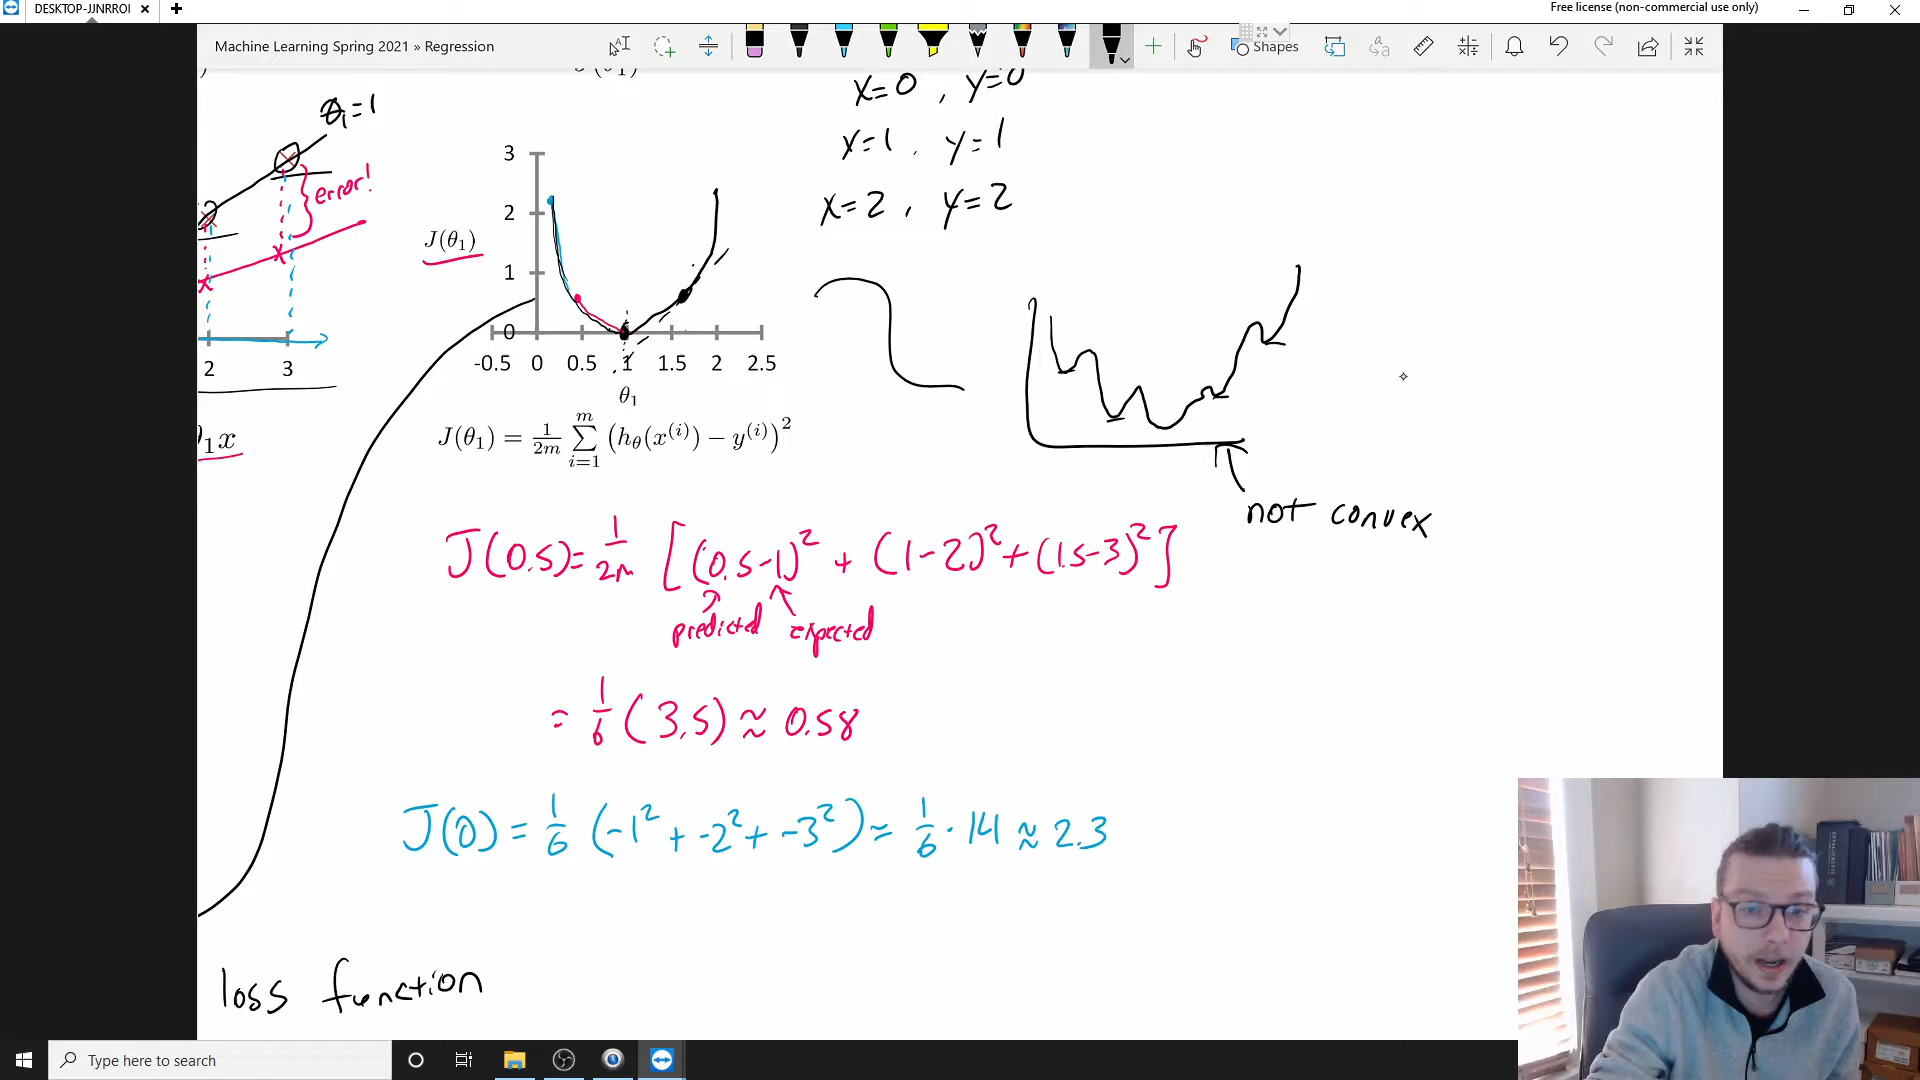 DESKTOP-JJNRROI
Free license (non-commercial use only)
Machine Learning Spring 2021 » Regression
Shapes
J(θ₁)
x=0 , y=0
x=1 , y=1
x=2 , y=2
θ₁=1
error!
2 3
θ₁x
3
2
1
0
J(θ₁)
-0.5 0 0.5 1 1.5 2 2.5
θ₁
J(θ₁) = 1/2m Σ_{i=1}^{m} (h_θ(x^(i)) − y^(i))²
not convex
J(0.5)= 1/2m [(0.5-1)² + (1-2)² + (1.5-3)²]
predicted expected
= 1/6 (3.5) ≈ 0.58
J(0) = 1/6 (-1² + -2² + -3²) = 1/6 · 14 ≈ 2.3
loss function
Type here to search